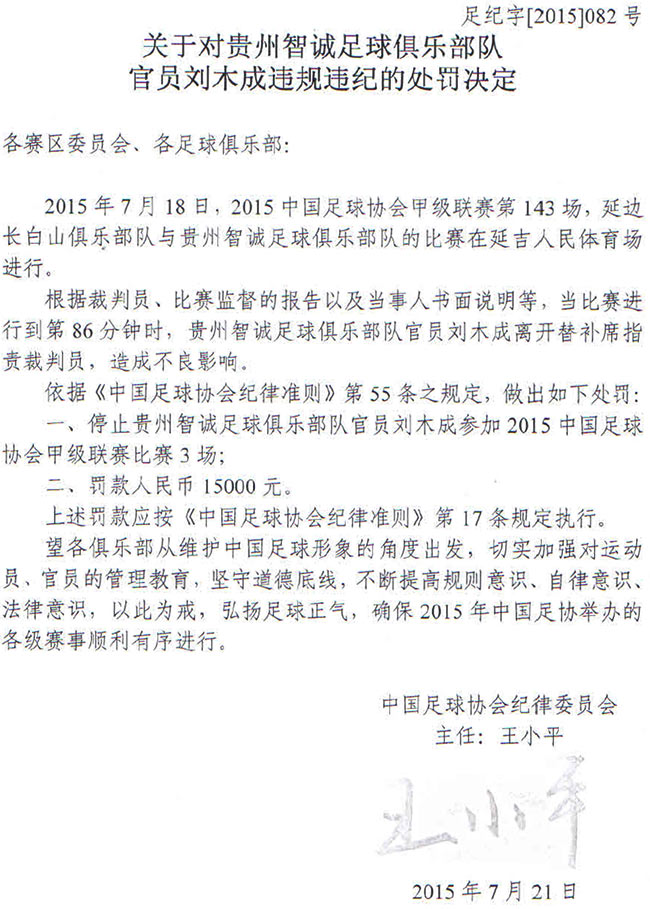 足纪字[2015]082 号
关于对贵州智诚足球俱乐部队
官员刘木成违规违纪的处罚决定
各赛区委员会、各足球俱乐部：
2015 年 7 月 18 日，2015 中国足球协会甲级联赛第 143 场，延边
长白山俱乐部队与贵州智诚足球俱乐部队的比赛在延吉人民体育场
进行。
根据裁判员、比赛监督的报告以及当事人书面说明等，当比赛进
行到第 86 分钟时，贵州智诚足球俱乐部队官员刘木成离开替补席指
责裁判员，造成不良影响。
依据《中国足球协会纪律准则》第 55 条之规定，做出如下处罚：
一、停止贵州智诚足球俱乐部队官员刘木成参加 2015 中国足球
协会甲级联赛比赛 3 场；
二、罚款人民币 15000 元。
上述罚款应按《中国足球协会纪律准则》第 17 条规定执行。
望各俱乐部从维护中国足球形象的角度出发，切实加强对运动
员、官员的管理教育，坚守道德底线，不断提高规则意识、自律意识、
法律意识，以此为戒，弘扬足球正气，确保 2015 年中国足协举办的
各级赛事顺利有序进行。
中国足球协会纪律委员会
主任：王小平
王小平
2015 年 7 月 21 日